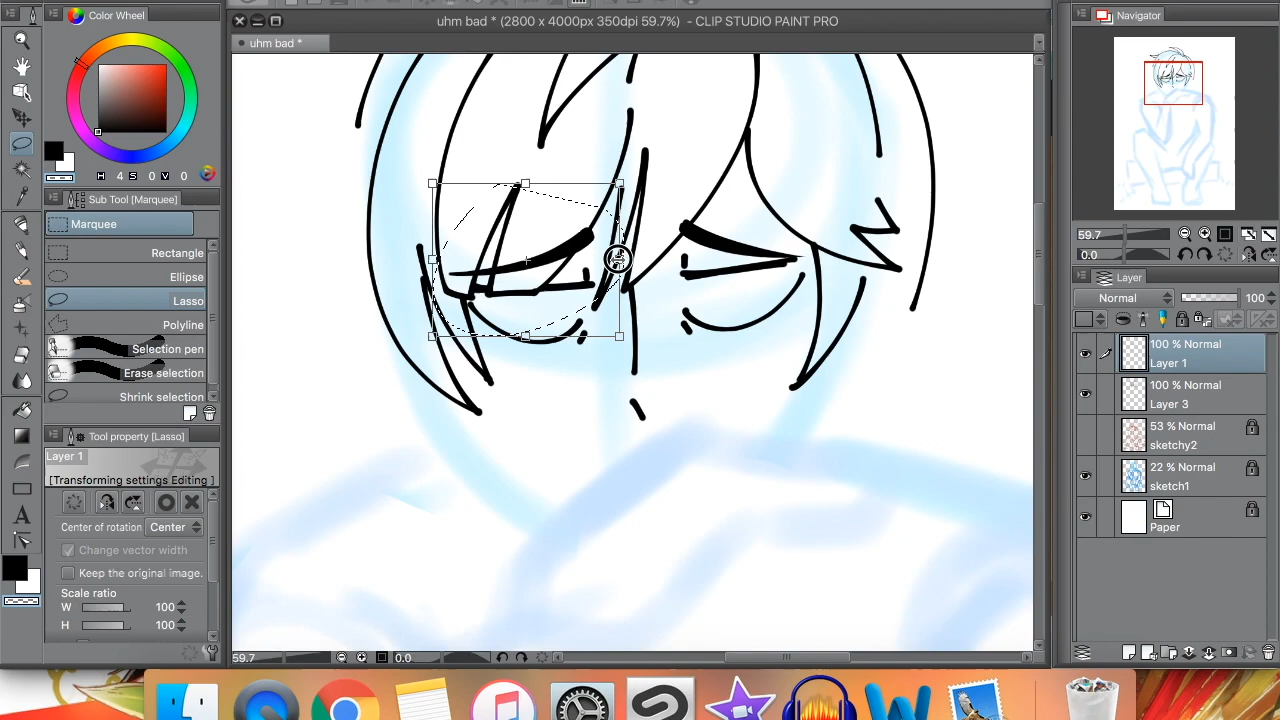 Color Wheel
uhm bad * (2800 x 4000px 350dpi 59.7%) - CLIP STUDIO PAINT PRO
Navigator
uhm bad *
H 4 S 0 V 0
Sub Tool [Marquee]
Marquee
Rectangle
Ellipse
Lasso
Polyline
Selection pen
Erase selection
Shrink selection
Tool property [Lasso]
Layer 1
[Transforming settings Editing ]
Center of rotation Center
Change vector width
Keep the original image.
Scale ratio
W 100
H 100
59.7 0.0
59.7
0.0
Layer
Normal 100
100 % Normal
Layer 1
100 % Normal
Layer 3
53 % Normal
sketchy2
22 % Normal
sketch1
Paper
A
W